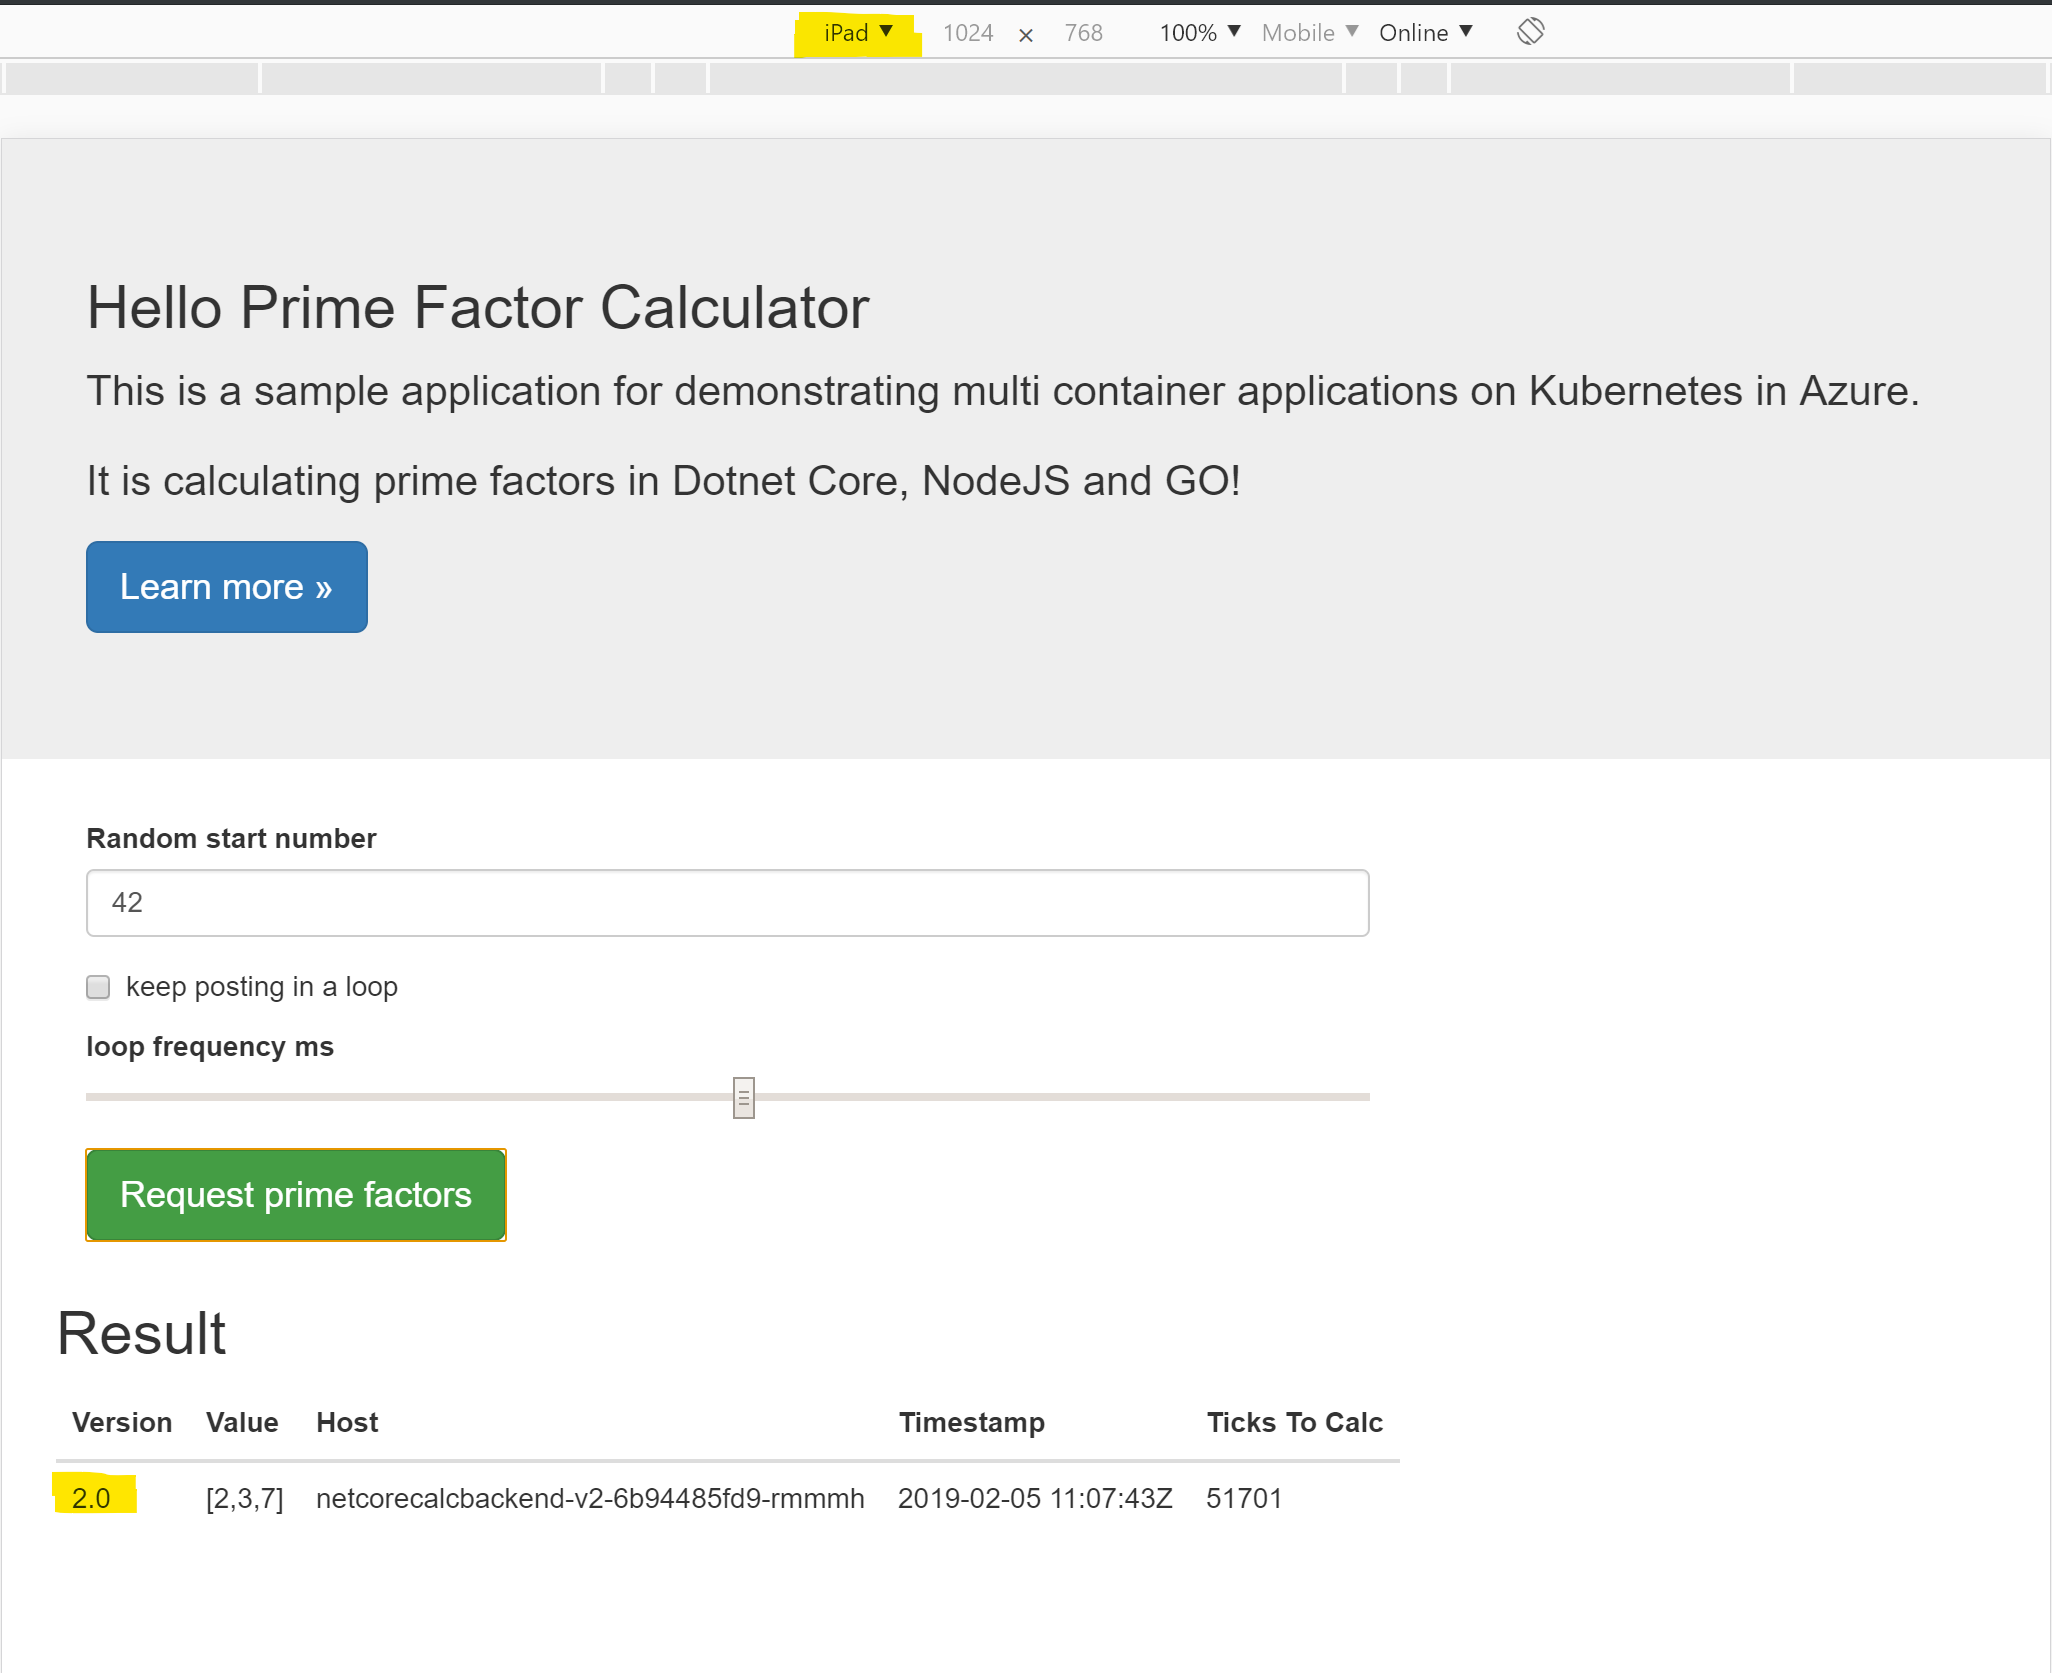 iPad ▼ 1024 × 768 100% ▼ Mobile ▼ Online ▼
Hello Prime Factor Calculator
This is a sample application for demonstrating multi container applications on Kubernetes in Azure.
It is calculating prime factors in Dotnet Core, NodeJS and GO!
Learn more »
Random start number
42
keep posting in a loop
loop frequency ms
Request prime factors
Result
Version Value Host Timestamp Ticks To Calc
2.0 [2,3,7] netcorecalcbackend-v2-6b94485fd9-rmmmh 2019-02-05 11:07:43Z 51701